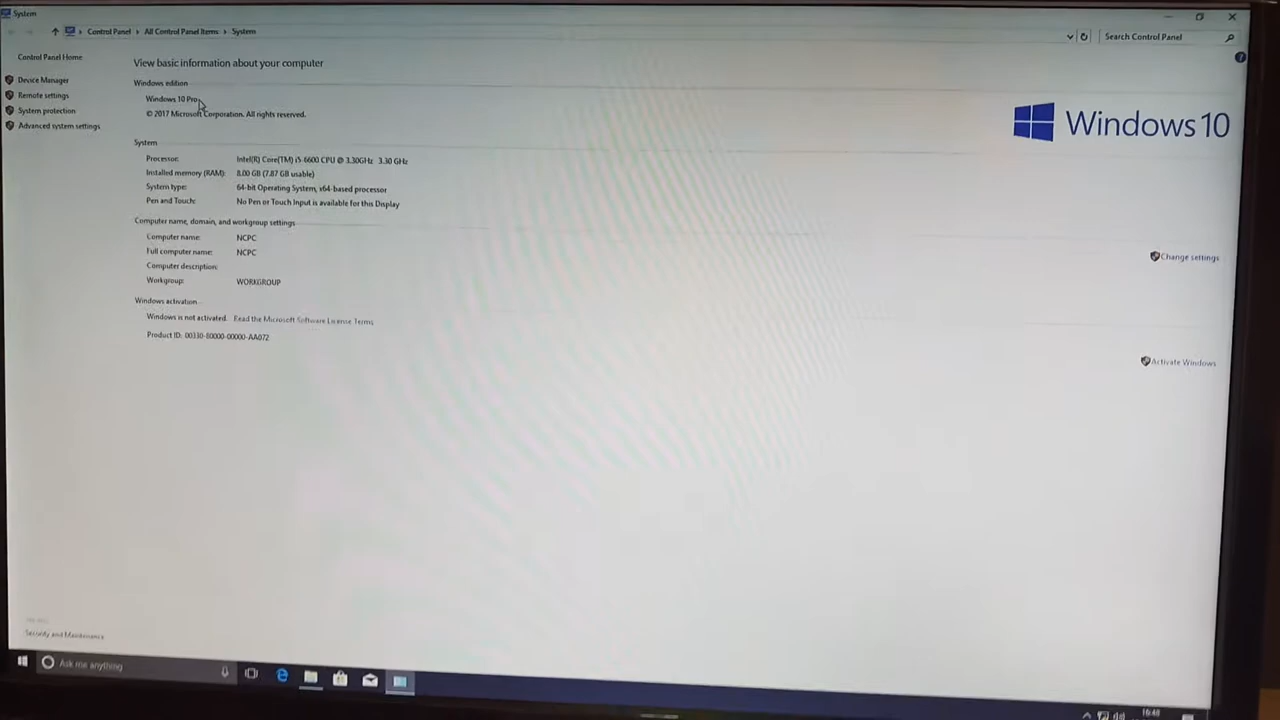 System
Control Panel › All Control Panel Items › System
Search Control Panel
Control Panel Home
Device Manager
Remote settings
System protection
Advanced system settings
View basic information about your computer
Windows edition
Windows 10 Pro
© 2017 Microsoft Corporation. All rights reserved.
Windows 10
System
Processor: Intel(R) Core(TM) i5-6600 CPU @ 3.30GHz 3.30 GHz
Installed memory (RAM): 8.00 GB (7.87 GB usable)
System type: 64-bit Operating System, x64-based processor
Pen and Touch: No Pen or Touch Input is available for this Display
Computer name, domain, and workgroup settings
Computer name: NCPC
Change settings
Full computer name: NCPC
Computer description:
Workgroup: WORKGROUP
Windows activation
Windows is not activated. Read the Microsoft Software License Terms
Product ID: 00330-80000-00000-AA072
Activate Windows
Security and Maintenance
Ask me anything
16:48